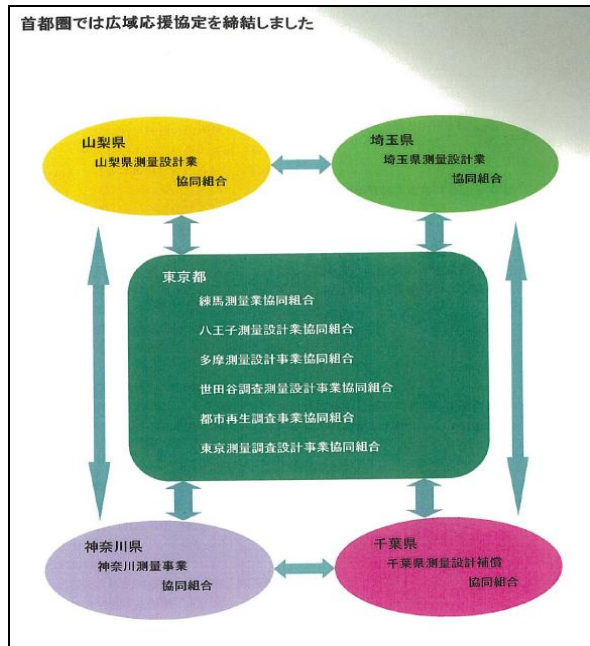 首都圏では広域応援協定を締結しました
山梨県
山梨県測量設計業
協同組合
埼玉県
埼玉県測量設計業
協同組合
東京都
練馬測量業協同組合
八王子測量設計業協同組合
多摩測量設計事業協同組合
世田谷調査測量設計事業協同組合
都市再生調査事業協同組合
東京測量調査設計事業協同組合
神奈川県
神奈川測量事業
協同組合
千葉県
千葉県測量設計補償
協同組合